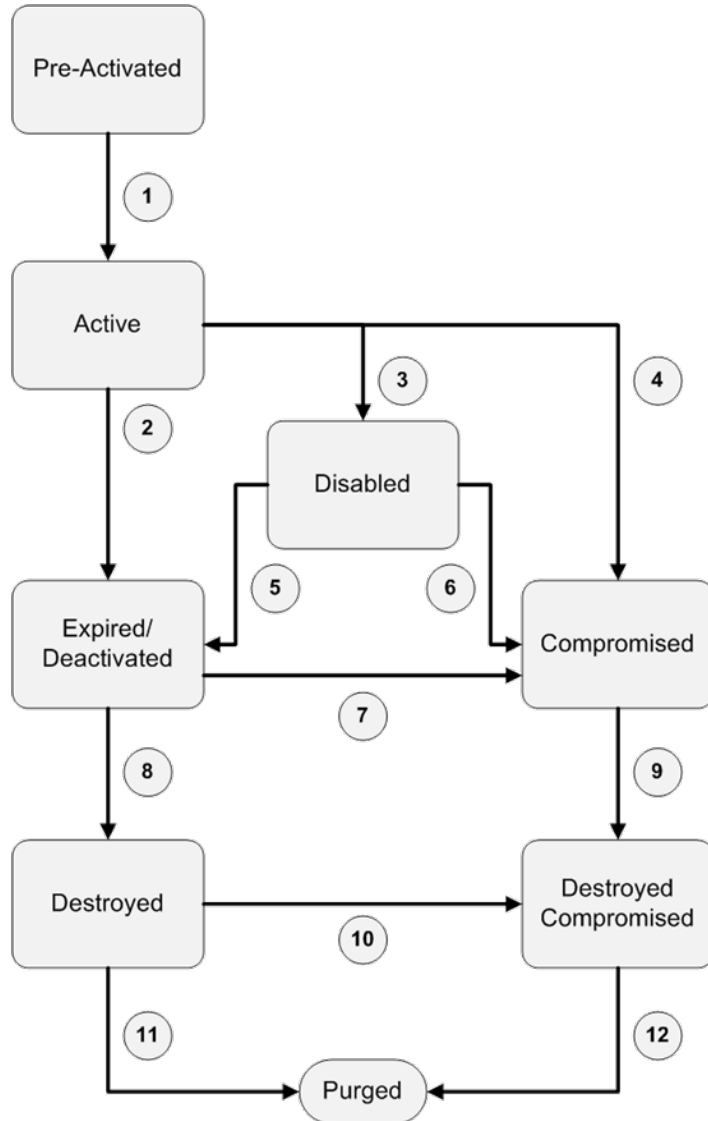 Pre-Activated
1
Active
3
4
2
Disabled
5
6
Expired/
Deactivated
Compromised
7
8
9
Destroyed
Destroyed
Compromised
10
11
12
Purged